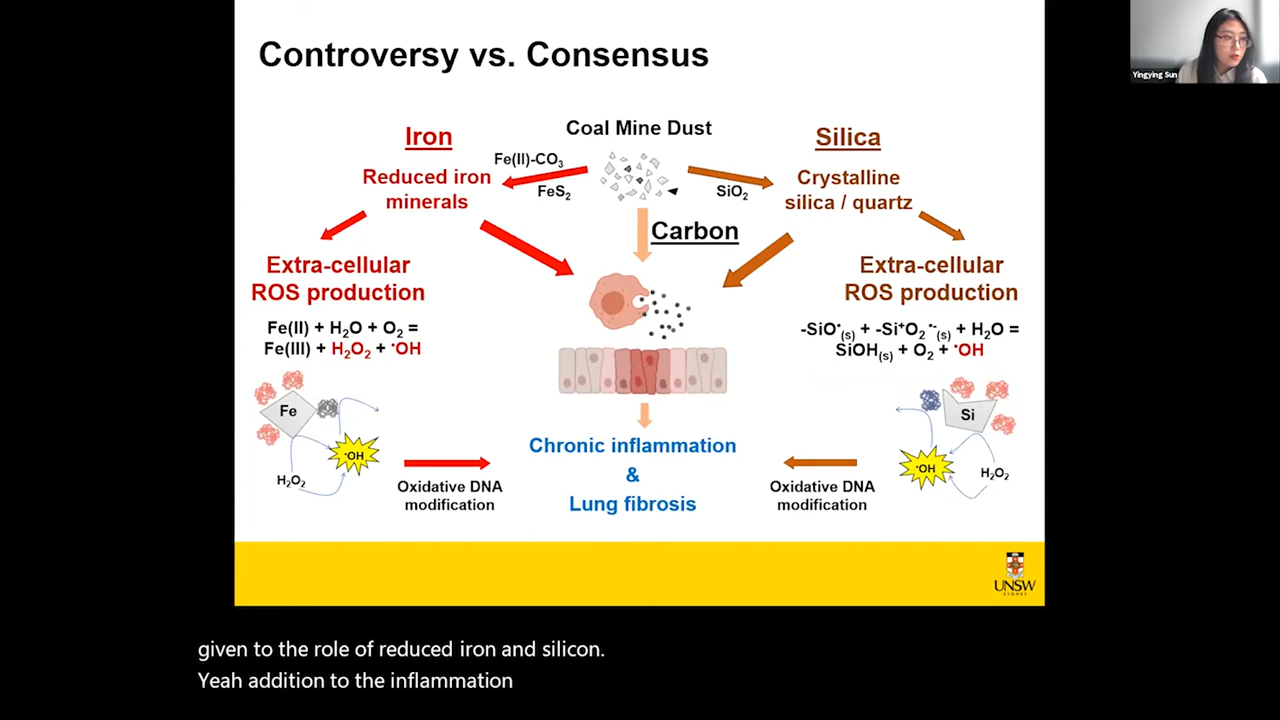 Controversy vs. Consensus
Yingying Sun
Iron
Coal Mine Dust
Silica
Fe(II)-CO₃
FeS₂
SiO₂
Reduced iron
minerals
Crystalline
silica / quartz
Carbon
Extra-cellular
ROS production
Extra-cellular
ROS production
Fe(II) + H₂O + O₂ =
Fe(III) + H₂O₂ + •OH
-SiO•(s) + -Si⁺O₂•⁻(s) + H₂O =
SiOH(s) + O₂ + •OH
Fe
•OH
H₂O₂
Si
•OH
H₂O₂
Chronic inflammation
&
Lung fibrosis
Oxidative DNA
modification
Oxidative DNA
modification
UNSW
SYDNEY
given to the role of reduced iron and silicon.
Yeah addition to the inflammation